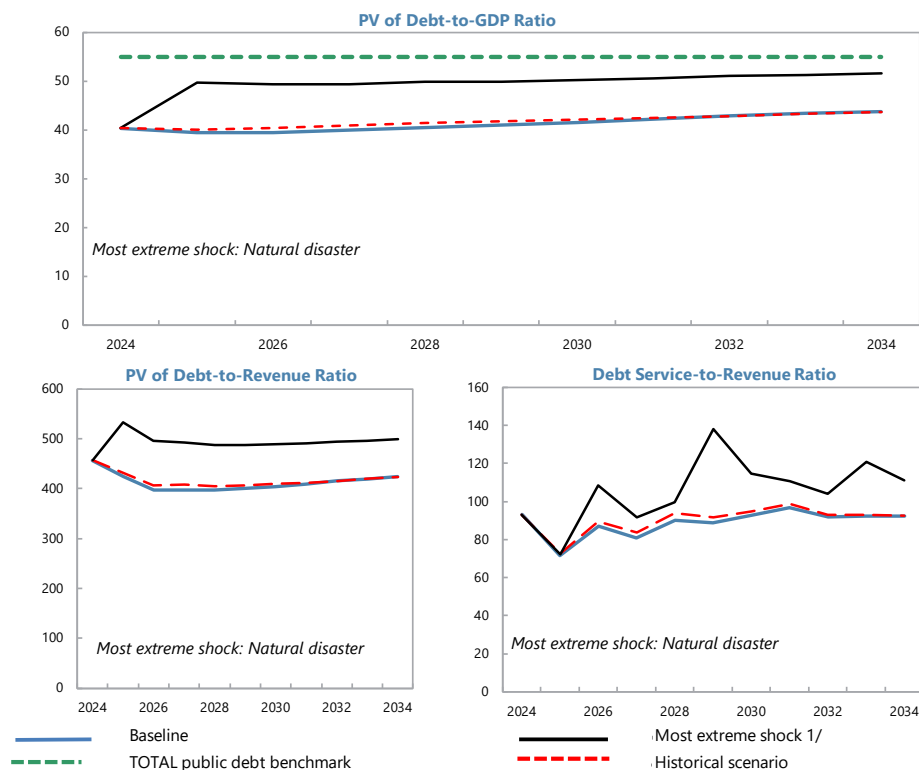 PV of Debt-to-GDP Ratio
60
50
40
30
20
10
0
Most extreme shock: Natural disaster
2024 2026 2028 2030 2032 2034
PV of Debt-to-Revenue Ratio
600
500
400
300
200
100
0
Most extreme shock: Natural disaster
2024 2026 2028 2030 2032 2034
Debt Service-to-Revenue Ratio
160
140
120
100
80
60
40
20
0
Most extreme shock: Natural disaster
2024 2026 2028 2030 2032 2034
Baseline
Most extreme shock 1/
TOTAL public debt benchmark
Historical scenario